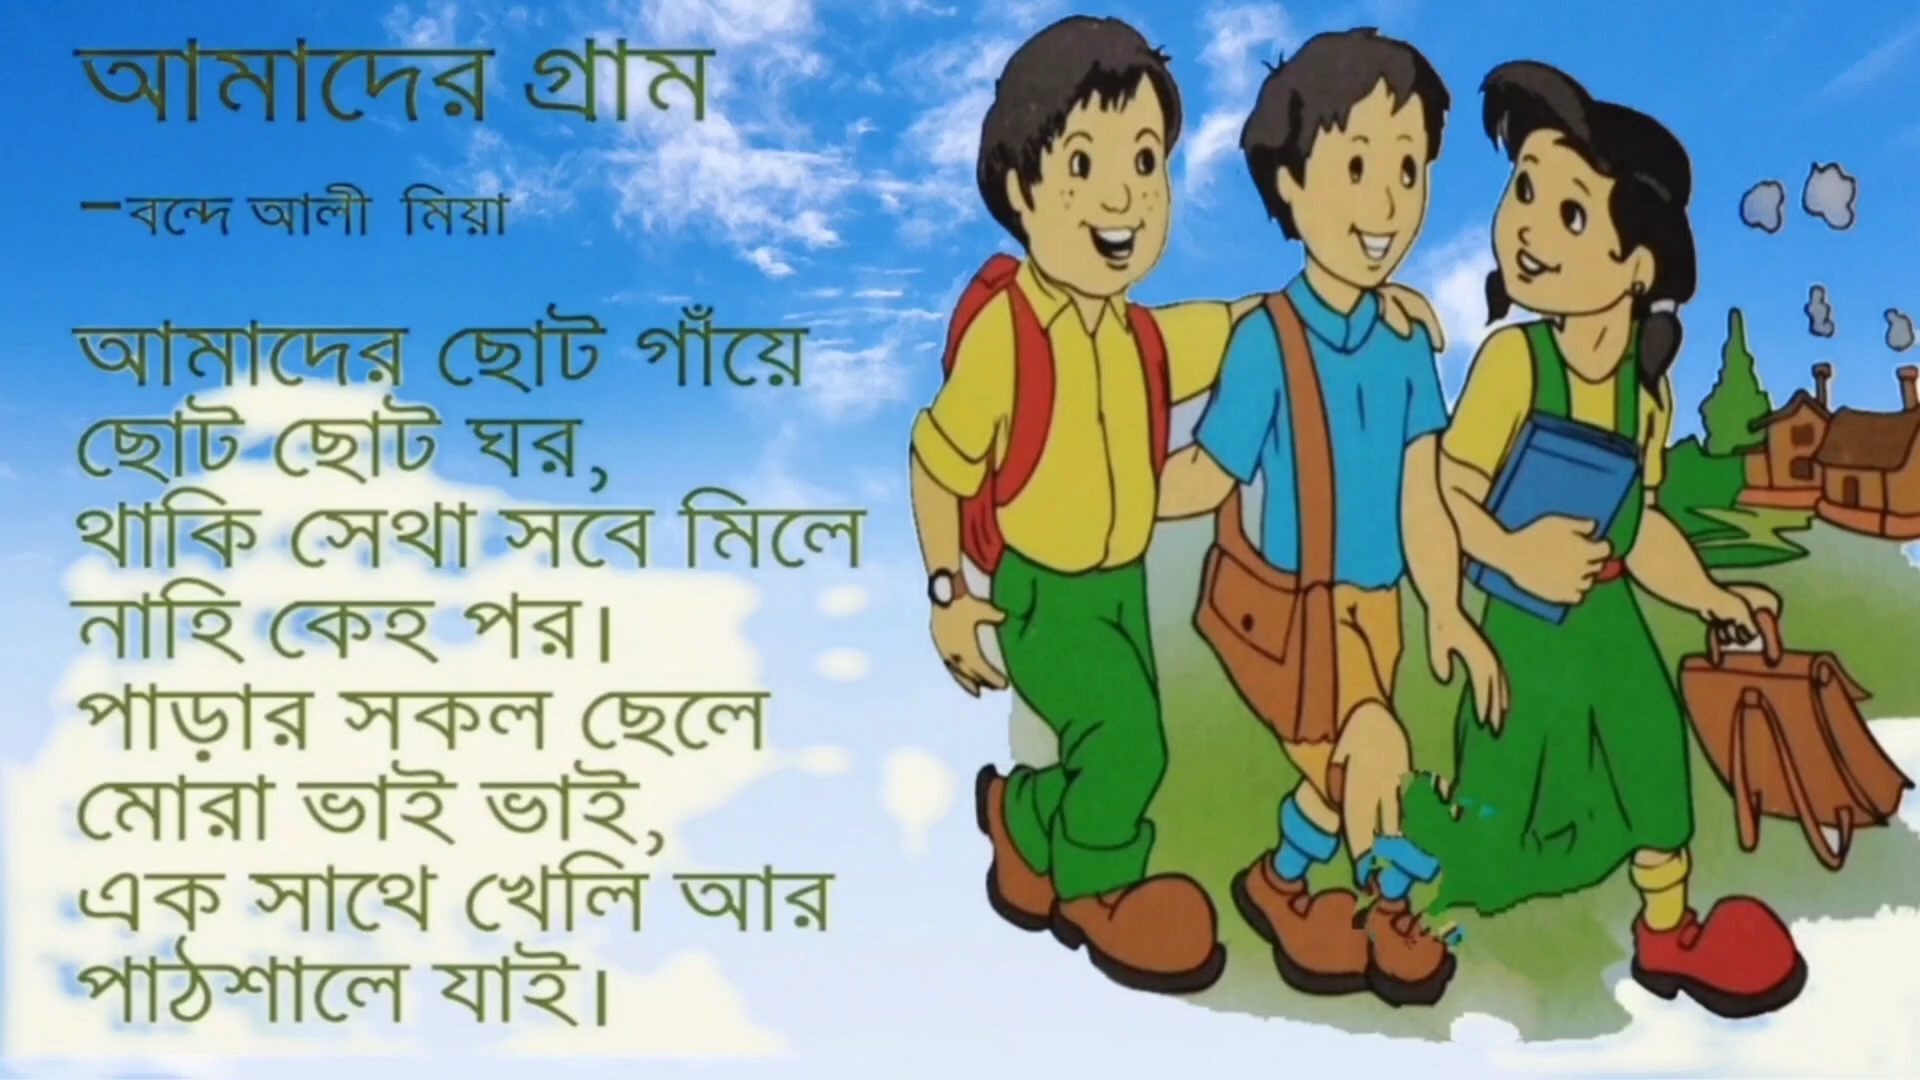 আমাদের গ্রাম
-বন্দে আলী মিয়া
আমাদের ছোট গাঁয়ে
ছোট ছোট ঘর,
থাকি সেথা সবে মিলে
নাহি কেহ পর।
পাড়ার সকল ছেলে
মোরা ভাই ভাই,
এক সাথে খেলি আর
পাঠশালে যাই।